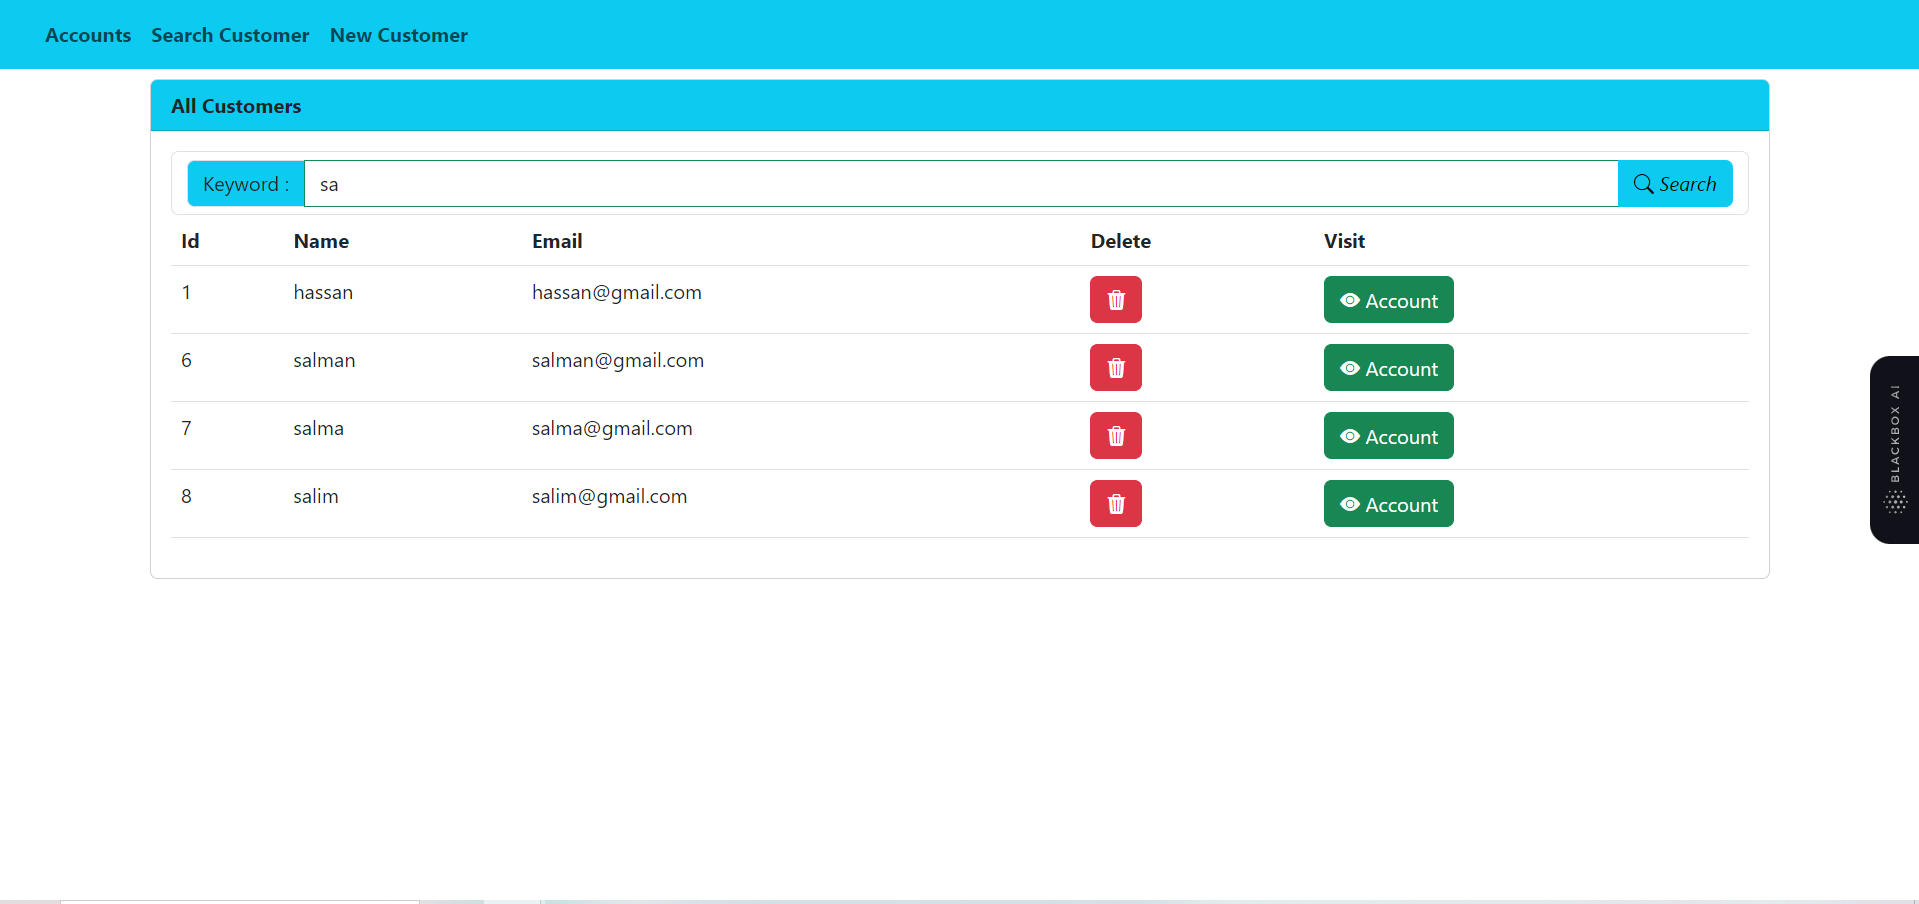 Accounts Search Customer New Customer
All Customers
Keyword : sa Search
Id Name Email Delete Visit
1 hassan hassan@gmail.com Account
6 salman salman@gmail.com Account
7 salma salma@gmail.com Account
8 salim salim@gmail.com Account
BLACKBOX AI